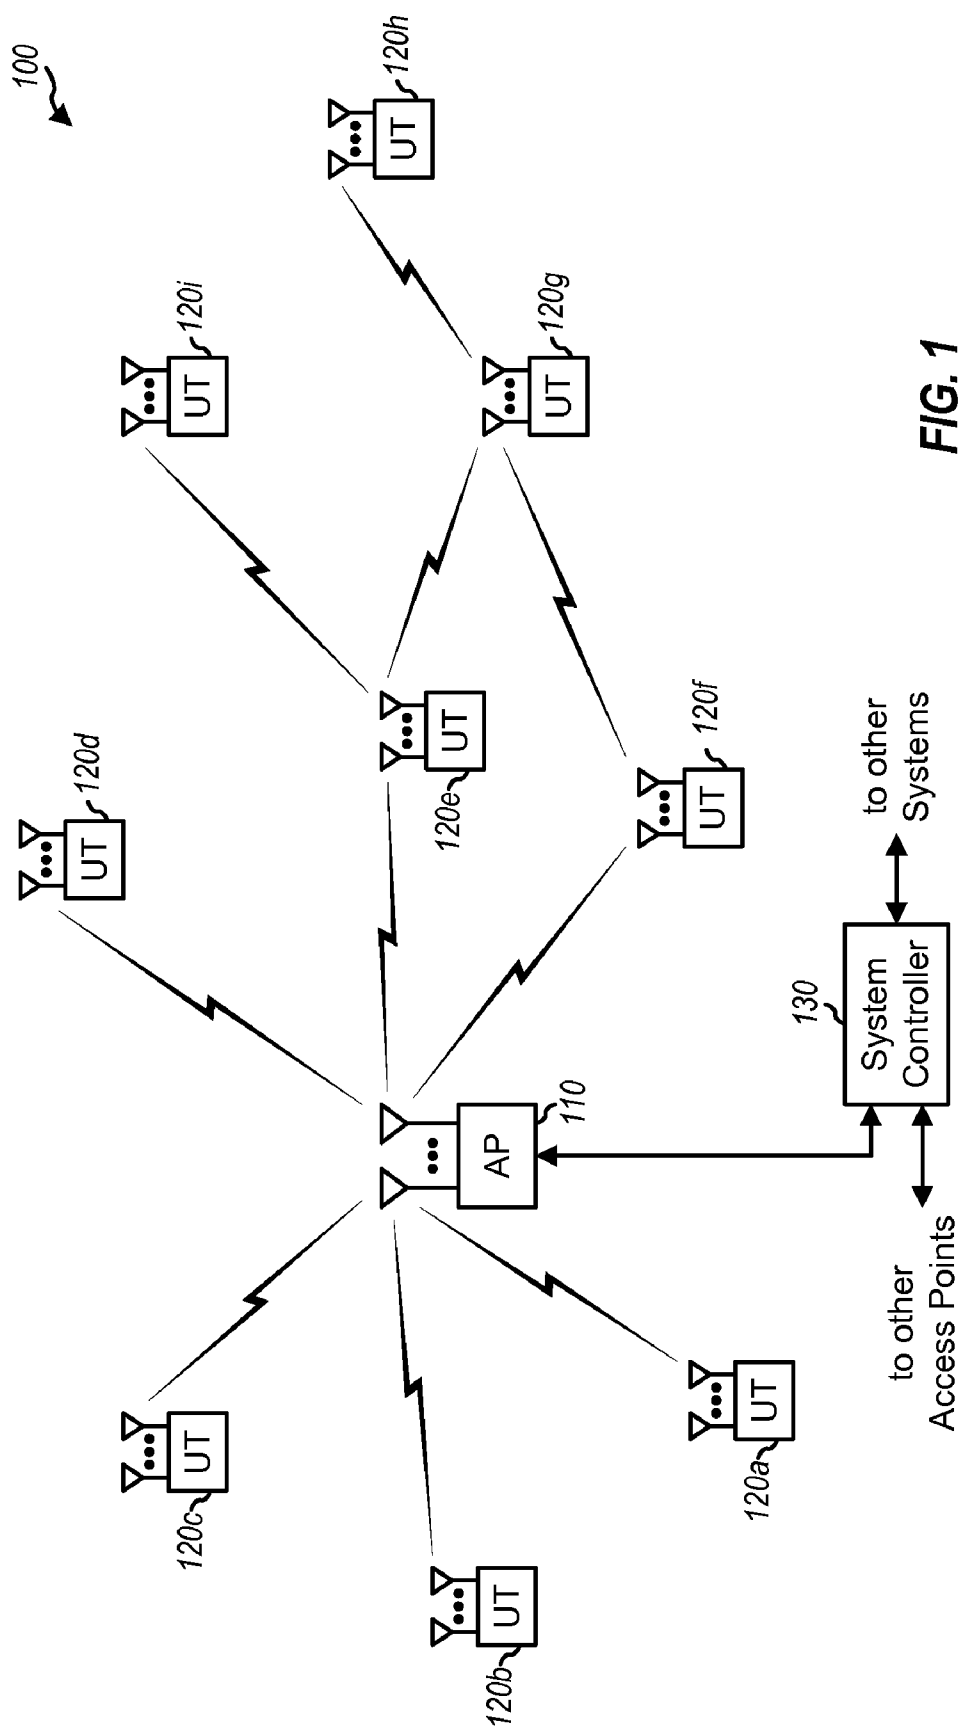 100
120d
UT
120i
UT
120h
UT
120c
UT
120e
UT
120g
UT
120b
UT
AP
110
120f
UT
120a
UT
130
System
Controller
to other
Systems
to other
Access Points
FIG. 1